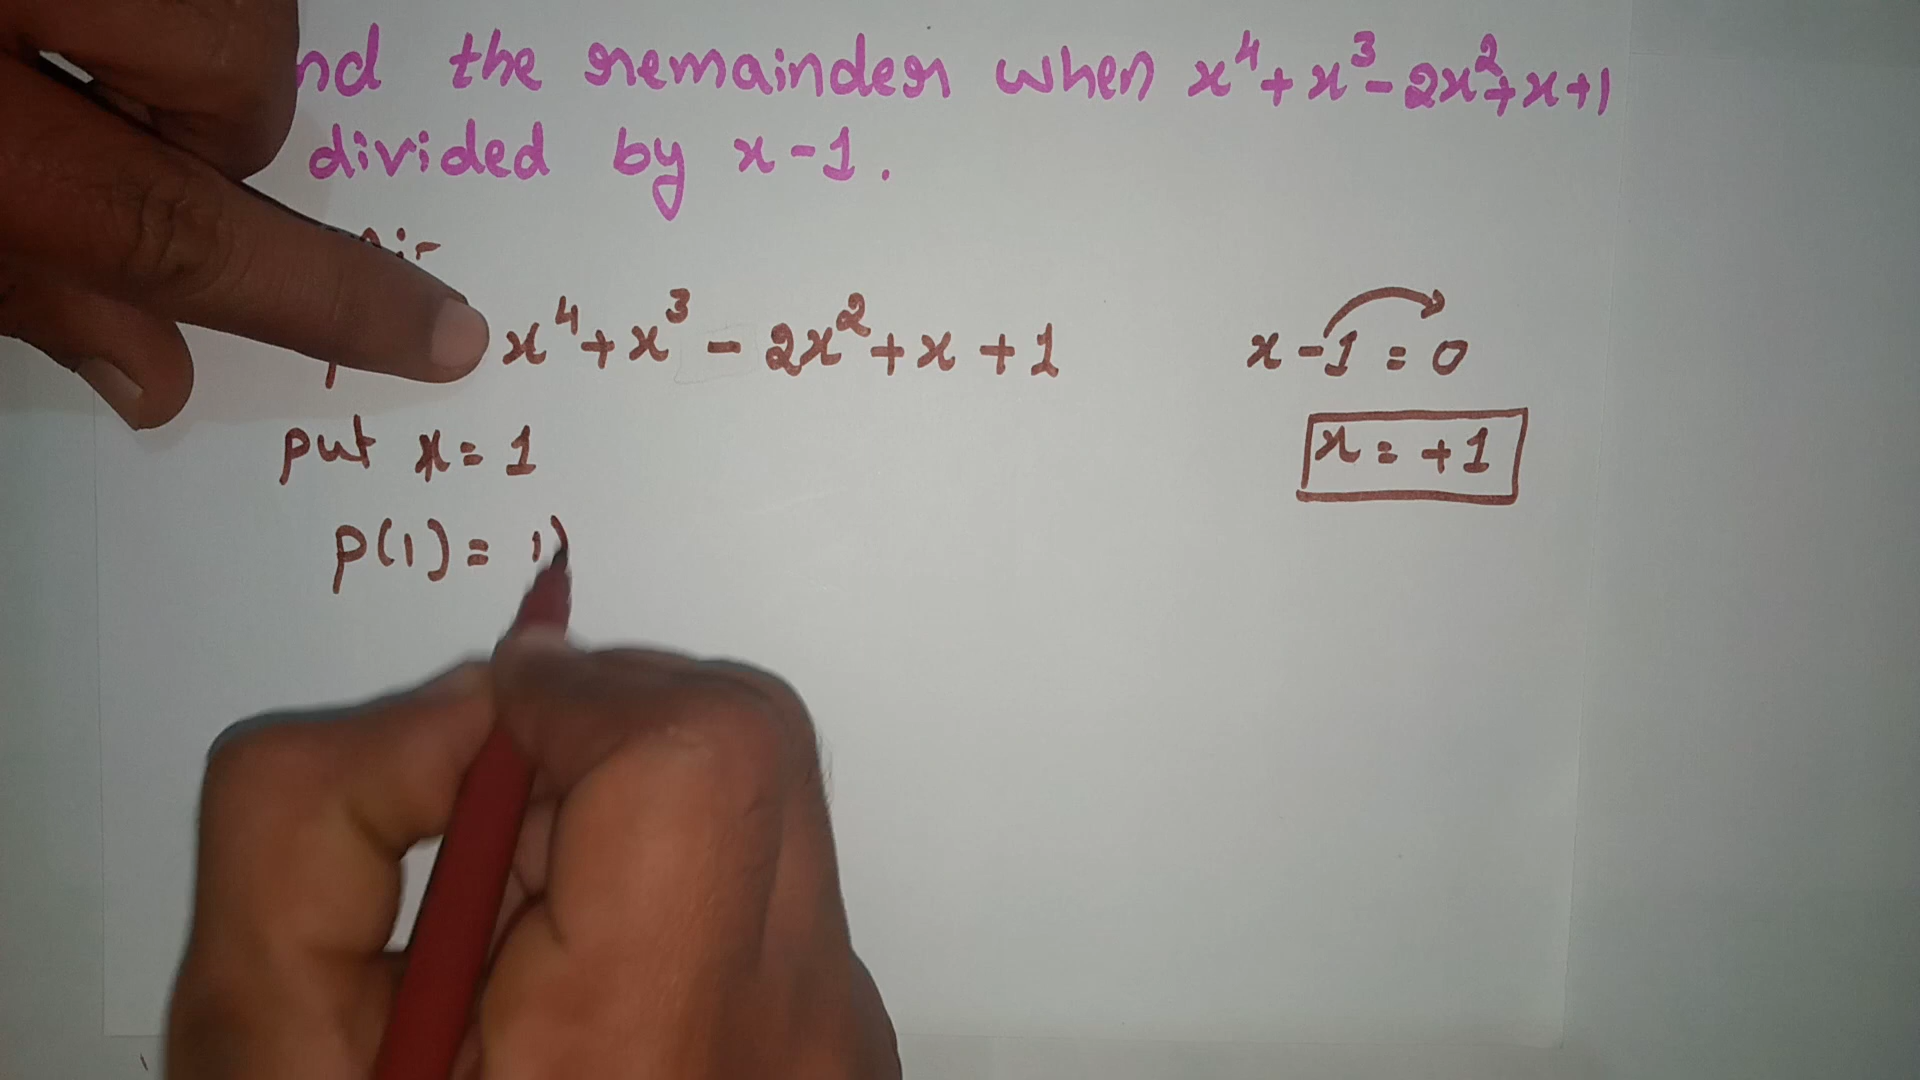 the remainder when x⁴+x³-2x²+x+1
divided by x-1.
x⁴+x³-2x²+x+1
x-1=0
put x=1
x=+1
p(1)=1)